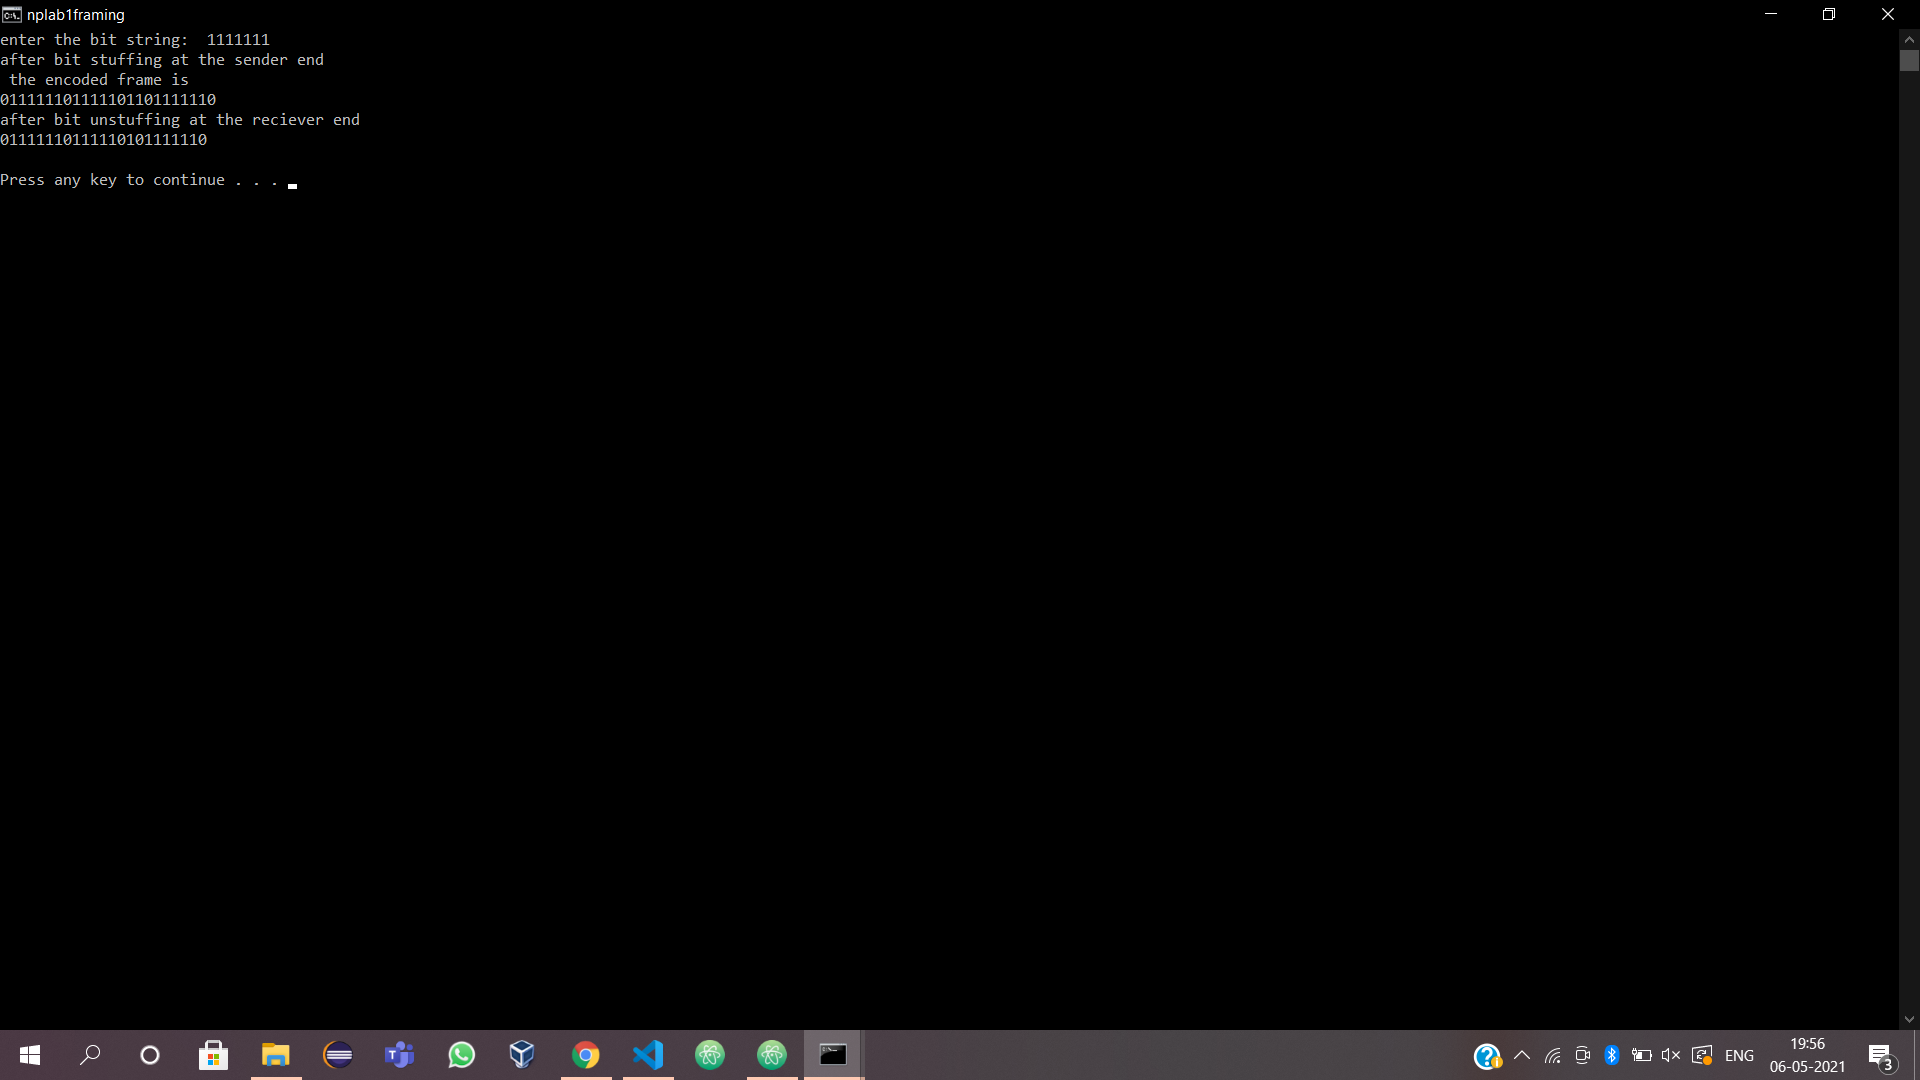 nplab1framing
enter the bit string:  1111111
after bit stuffing at the sender end
 the encoded frame is
011111101111101101111110
after bit unstuffing at the reciever end
01111110111110101111110
Press any key to continue . . .
ENG
19:56
06-05-2021
3